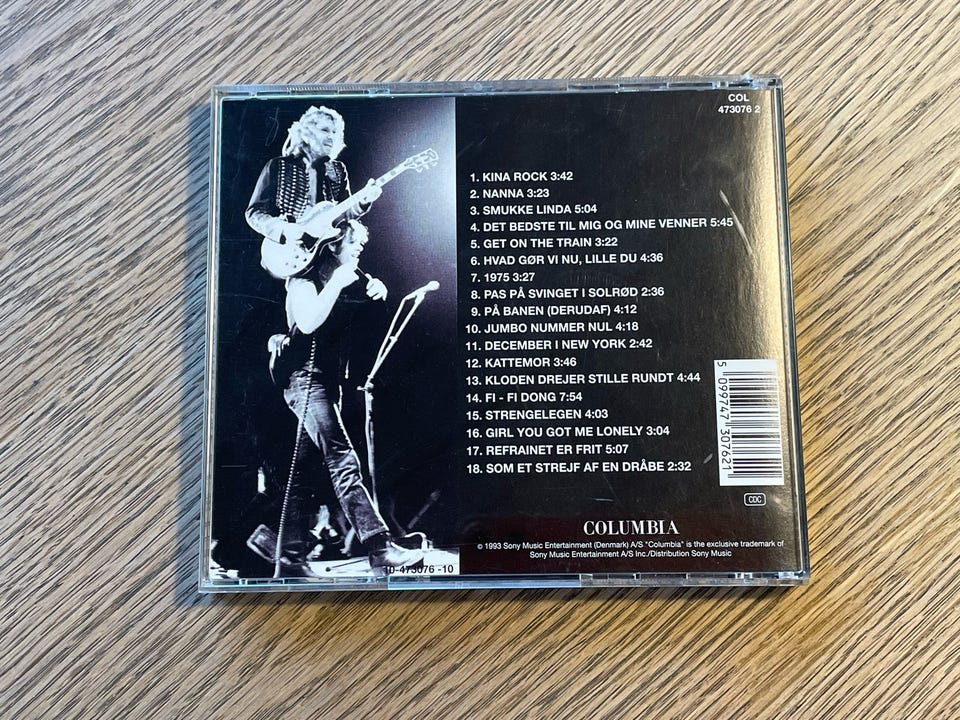 COL
473076 2
1. KINA ROCK 3:42
2. NANNA 3:23
3. SMUKKE LINDA 5:04
4. DET BEDSTE TIL MIG OG MINE VENNER 5:45
5. GET ON THE TRAIN 3:22
6. HVAD GØR VI NU, LILLE DU 4:36
7. 1975 3:27
8. PAS PÅ SVINGET I SOLRØD 2:36
9. PÅ BANEN (DERUDAF) 4:12
10. JUMBO NUMMER NUL 4:18
11. DECEMBER I NEW YORK 2:42
12. KATTEMOR 3:46
13. KLODEN DREJER STILLE RUNDT 4:44
14. FI - FI DONG 7:54
15. STRENGELEGEN 4:03
16. GIRL YOU GOT ME LONELY 3:04
17. REFRAINET ER FRIT 5:07
18. SOM ET STREJF AF EN DRÅBE 2:32
5 099747 307621
CDC
COLUMBIA
© 1993 Sony Music Entertainment (Denmark) A/S "Columbia" is the exclusive trademark of
Sony Music Entertainment A/S Inc./Distribution Sony Music
10-473076 -10